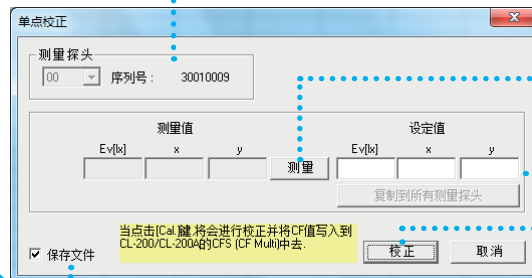 单点校正
测量探头
00 序列号： 30010009
测量值 设定值
Ev[lx] x y Ev[lx] x y
测量
复制到所有测量探头
当点击[Cal.鍵,将会进行校正并将CF值写入到
CL-200/CL-200A的CFS (CF Multi)中去.
保存文件 校正 取消